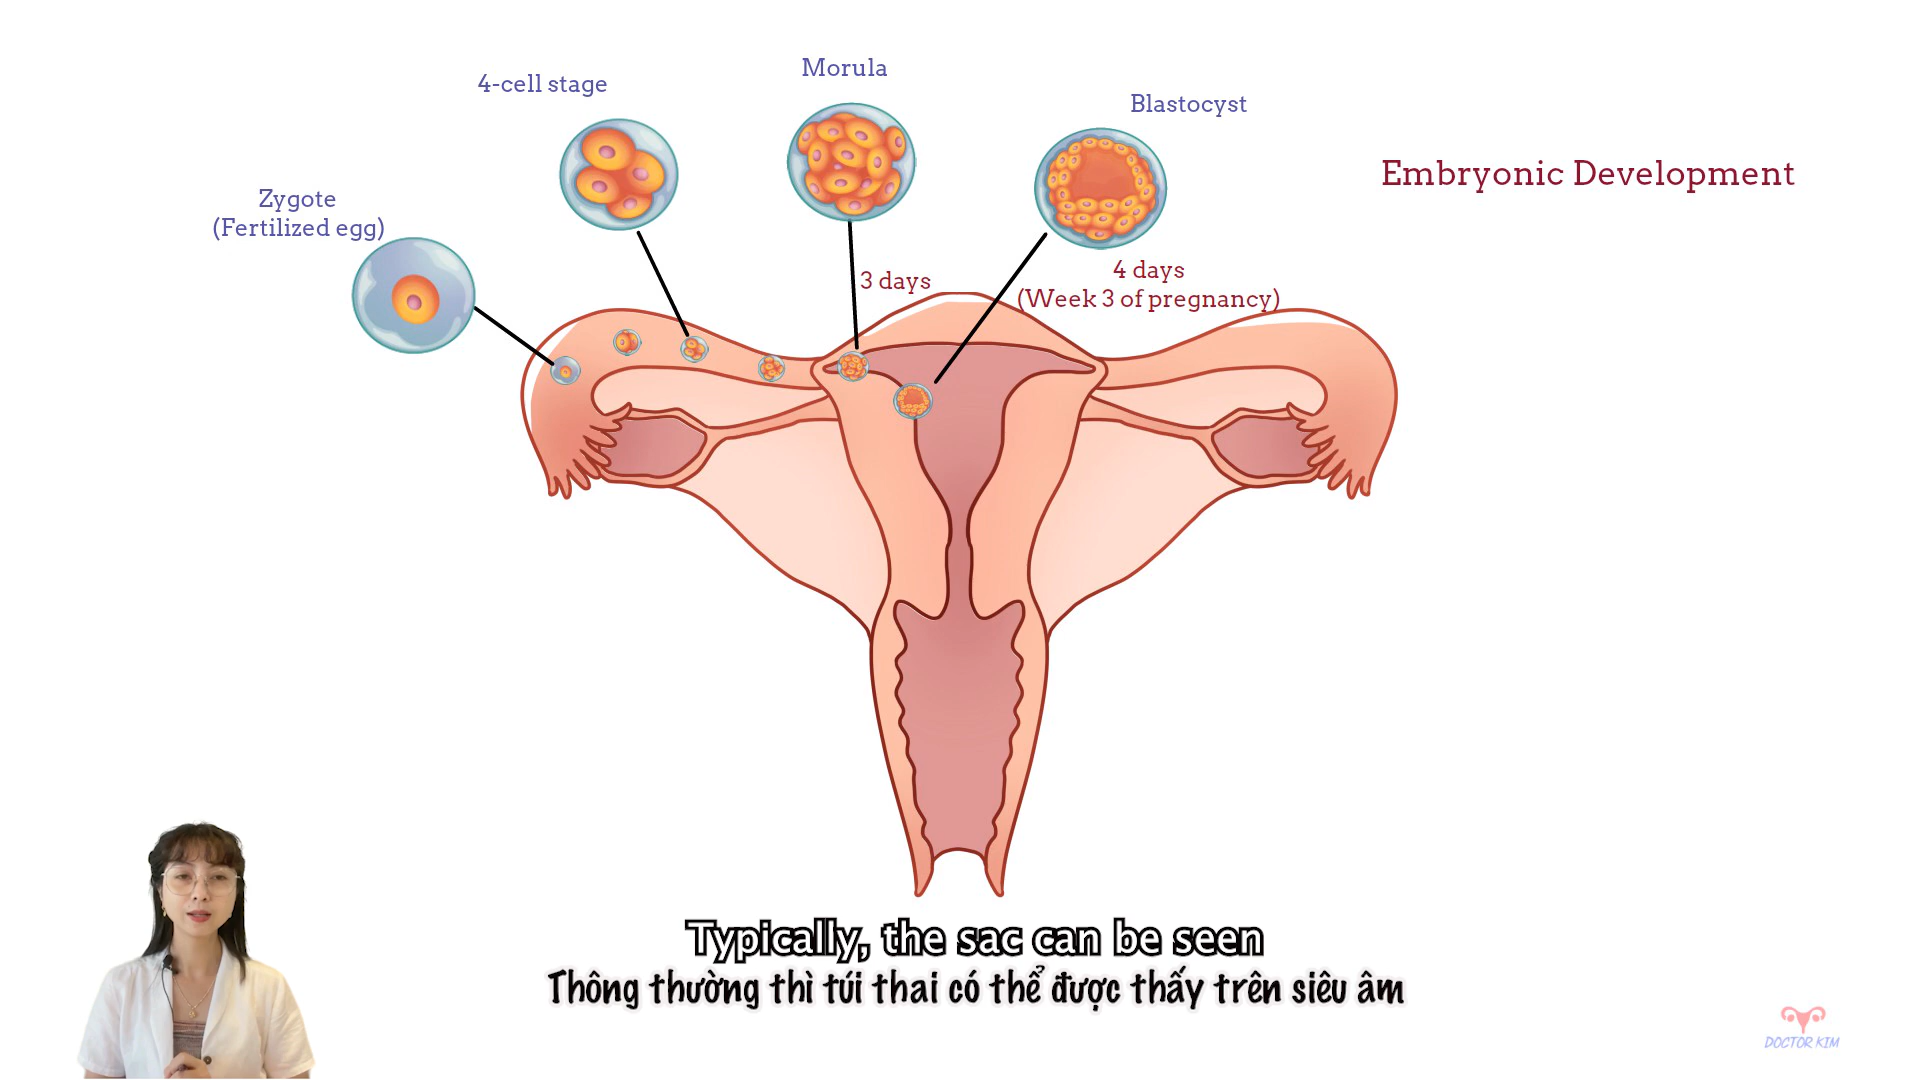 Morula
4-cell stage
Blastocyst
Embryonic Development
Zygote
(Fertilized egg)
3 days
4 days
(Week 3 of pregnancy)
Typically, the sac can be seen
Thông thường thì túi thai có thể được thấy trên siêu âm
DOCTOR KIM